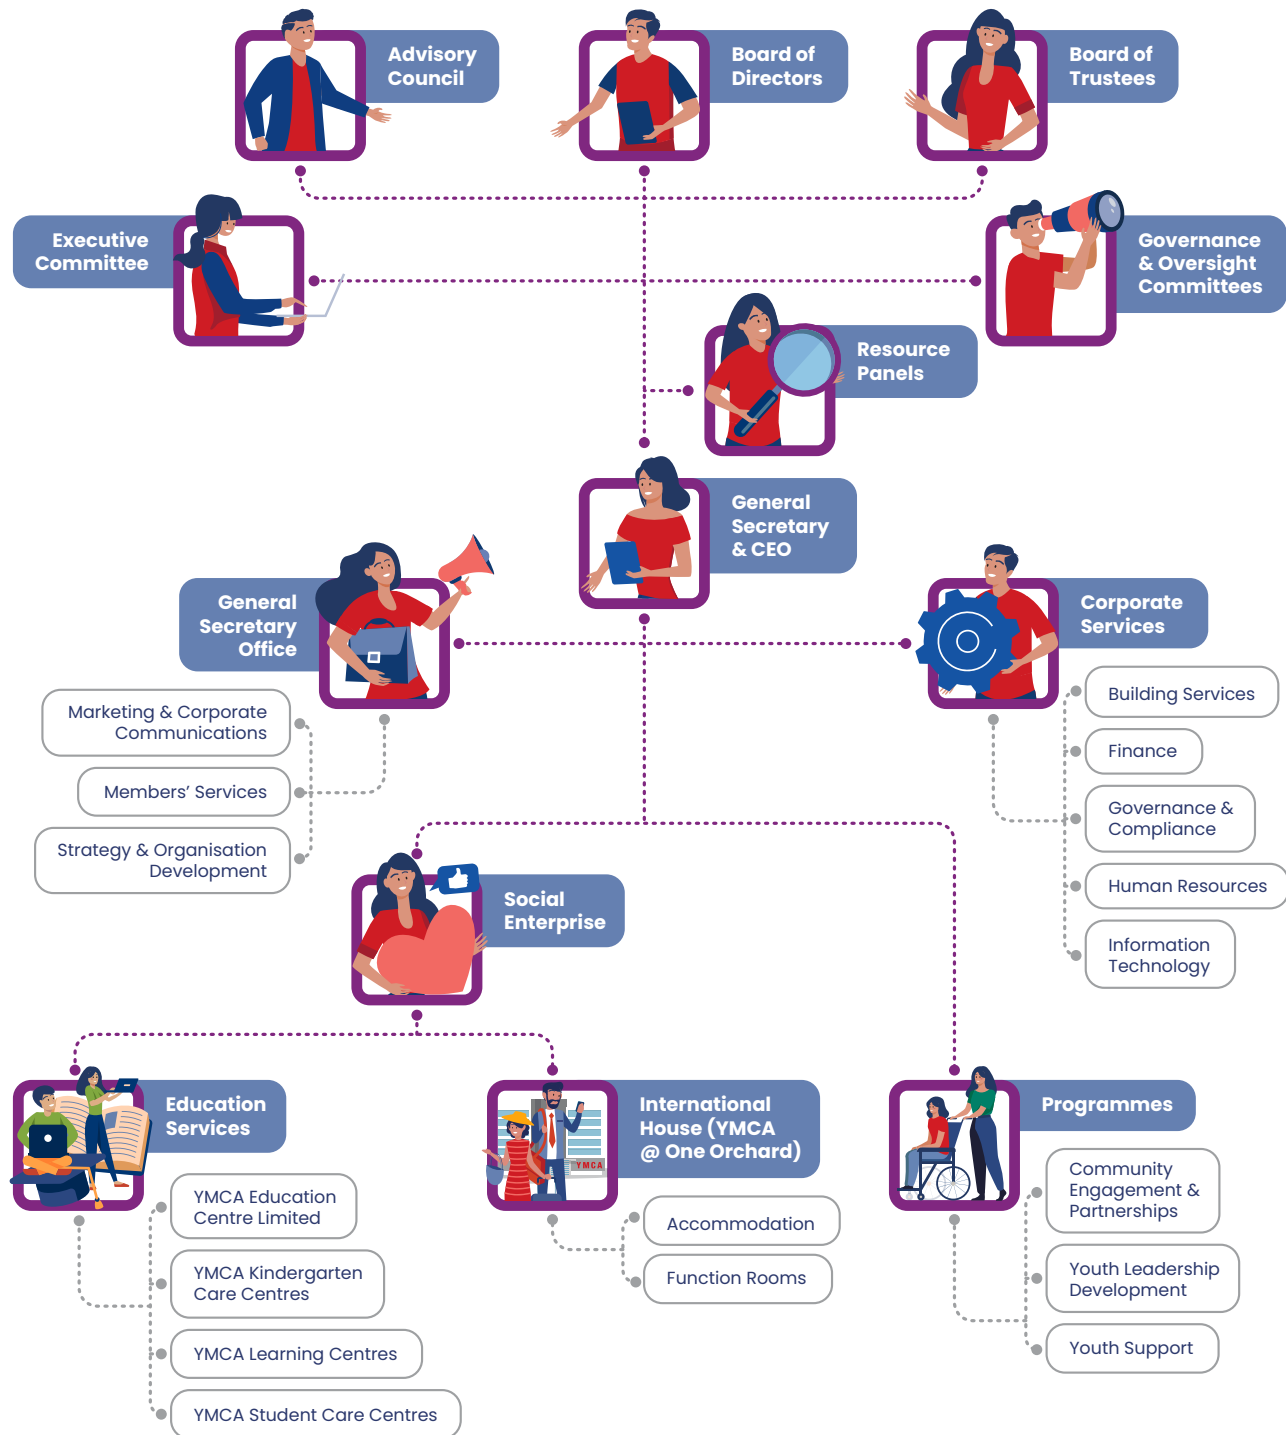 Advisory
Council
Board of
Directors
Board of
Trustees
Executive
Committee
Governance
& Oversight
Committees
Resource
Panels
General
Secretary
& CEO
General
Secretary
Office
Corporate
Services
Marketing & Corporate
Communications
Members’ Services
Strategy & Organisation
Development
Building Services
Finance
Governance &
Compliance
Human Resources
Information
Technology
Social
Enterprise
Education
Services
YMCA Education
Centre Limited
YMCA Kindergarten
Care Centres
YMCA Learning Centres
YMCA Student Care Centres
YMCA
International
House (YMCA
@ One Orchard)
Accommodation
Function Rooms
Programmes
Community
Engagement &
Partnerships
Youth Leadership
Development
Youth Support